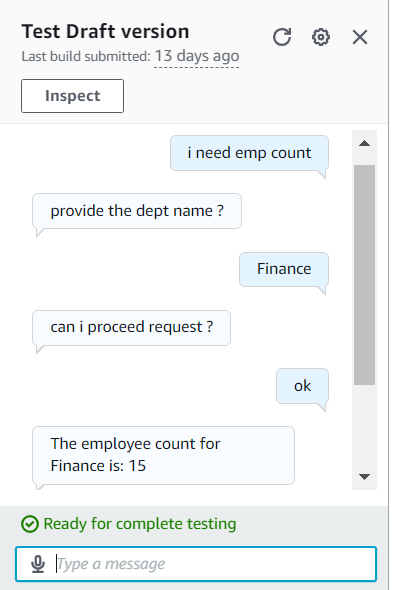 Test Draft version
Last build submitted: 13 days ago
Inspect
i need emp count
provide the dept name ?
Finance
can i proceed request ?
ok
The employee count for
Finance is: 15
Ready for complete testing
Type a message